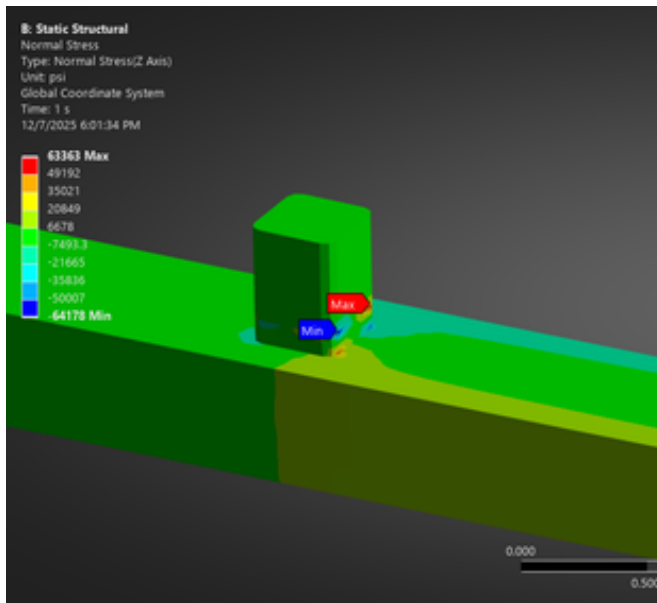 B: Static Structural
Normal Stress
Type: Normal Stress(Z Axis)
Unit: psi
Global Coordinate System
Time: 1 s
12/7/2025 6:01:34 PM
63363 Max
49192
35021
20849
6678
-7493.3
-21665
-35836
-50007
-64178 Min
Max
Min
0.000
0.500